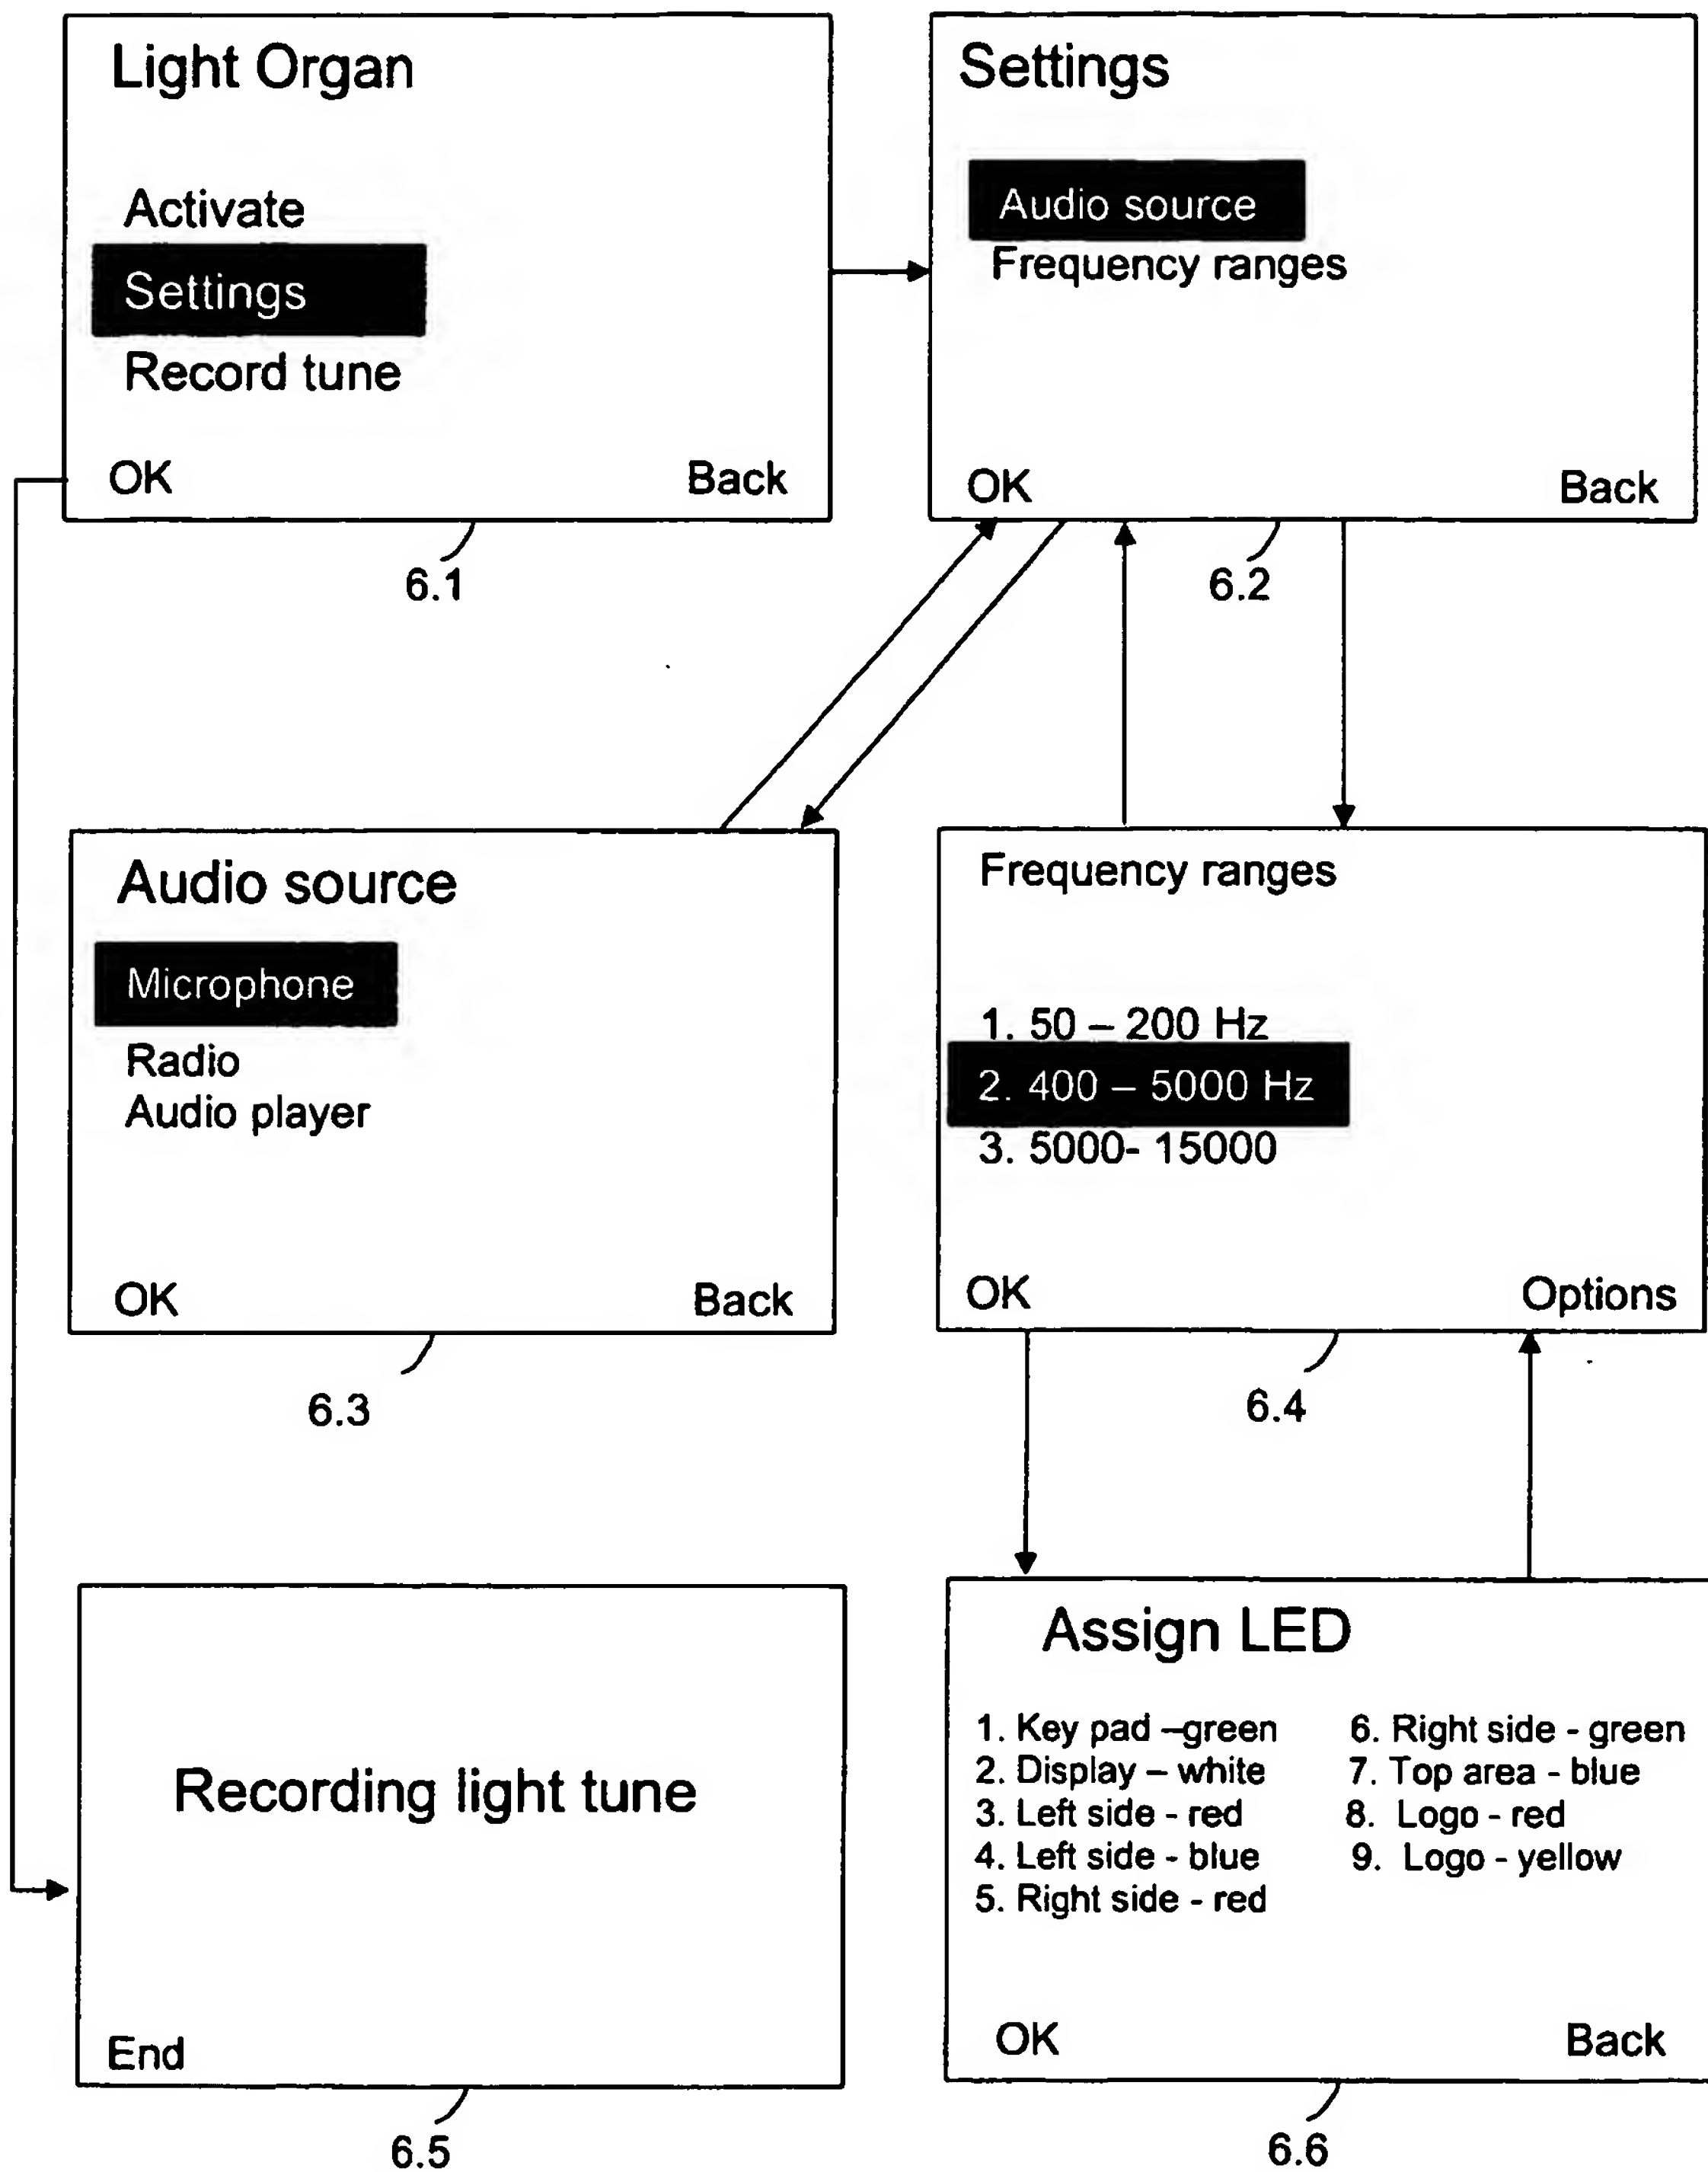 Light Organ
Activate
Settings
Record tune
OK Back
6.1
Settings
Audio source
Frequency ranges
OK Back
6.2
Audio source
Microphone
Radio
Audio player
OK Back
6.3
Frequency ranges
1. 50 – 200 Hz
2. 400 – 5000 Hz
3. 5000- 15000
OK Options
6.4
Recording light tune
End
6.5
Assign LED
1. Key pad –green
2. Display – white
3. Left side - red
4. Left side - blue
5. Right side - red
6. Right side - green
7. Top area - blue
8. Logo - red
9. Logo - yellow
OK Back
6.6